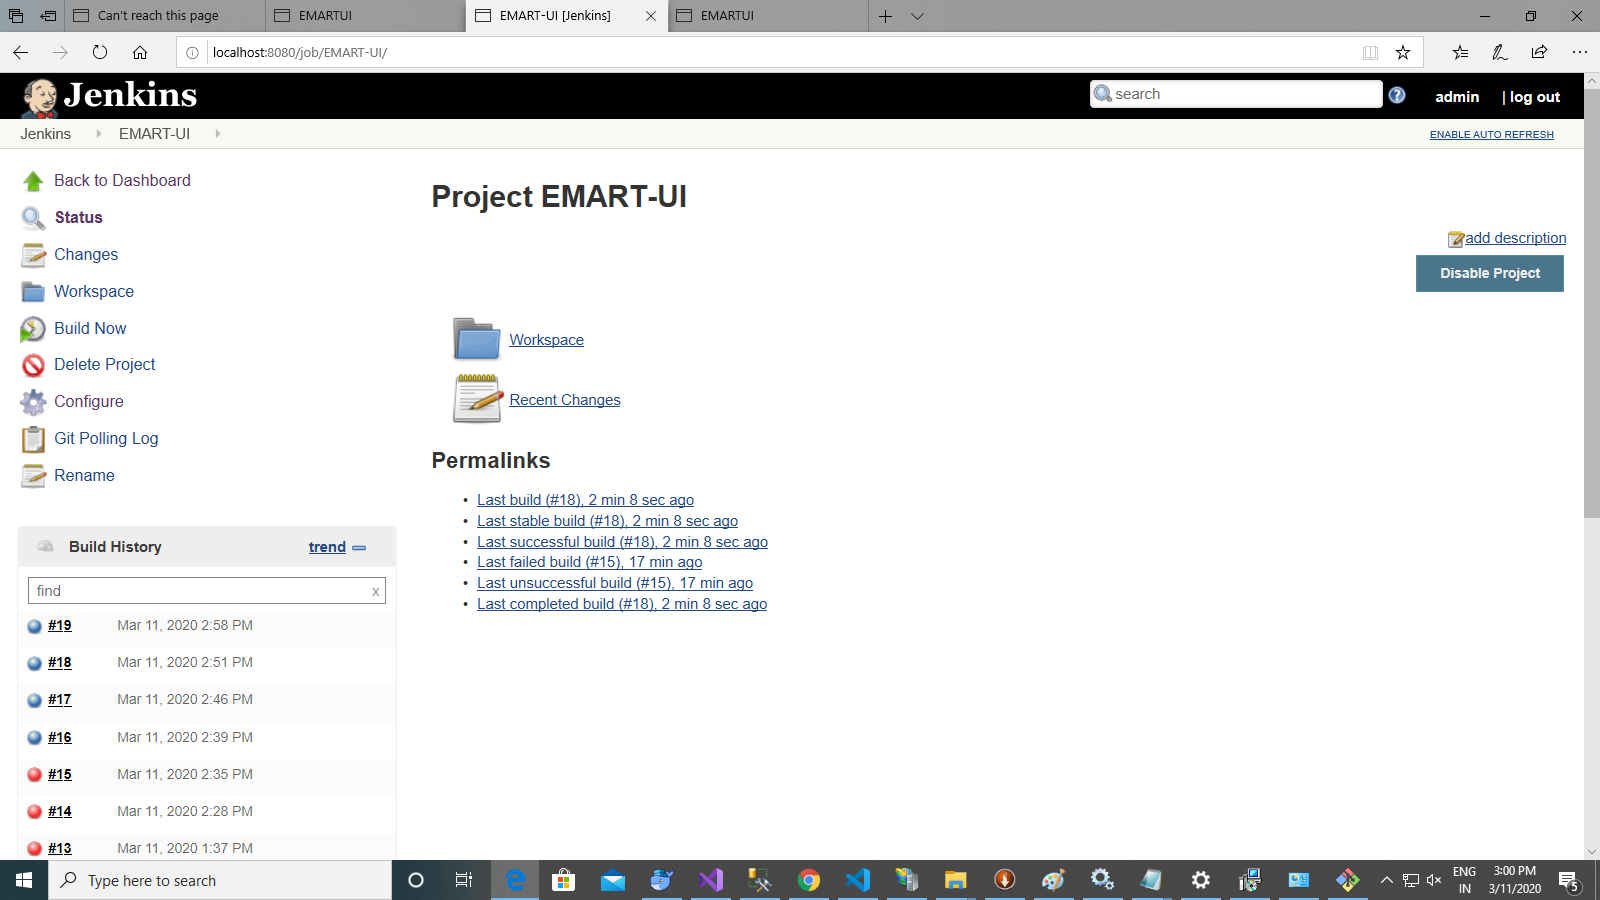 Can't reach this page
EMARTUI
EMART-UI [Jenkins]
EMARTUI
localhost:8080/job/EMART-UI/
Jenkins
search
admin
| log out
Jenkins
EMART-UI
ENABLE AUTO REFRESH
Back to Dashboard
Status
Changes
Workspace
Build Now
Delete Project
Configure
Git Polling Log
Rename
Project EMART-UI
add description
Disable Project
Workspace
Recent Changes
Permalinks
• Last build (#18), 2 min 8 sec ago
• Last stable build (#18), 2 min 8 sec ago
• Last successful build (#18), 2 min 8 sec ago
• Last failed build (#15), 17 min ago
• Last unsuccessful build (#15), 17 min ago
• Last completed build (#18), 2 min 8 sec ago
Build History
trend
find
x
#19 Mar 11, 2020 2:58 PM
#18 Mar 11, 2020 2:51 PM
#17 Mar 11, 2020 2:46 PM
#16 Mar 11, 2020 2:39 PM
#15 Mar 11, 2020 2:35 PM
#14 Mar 11, 2020 2:28 PM
#13 Mar 11, 2020 1:37 PM
Type here to search
ENG
IN
3:00 PM
3/11/2020
5